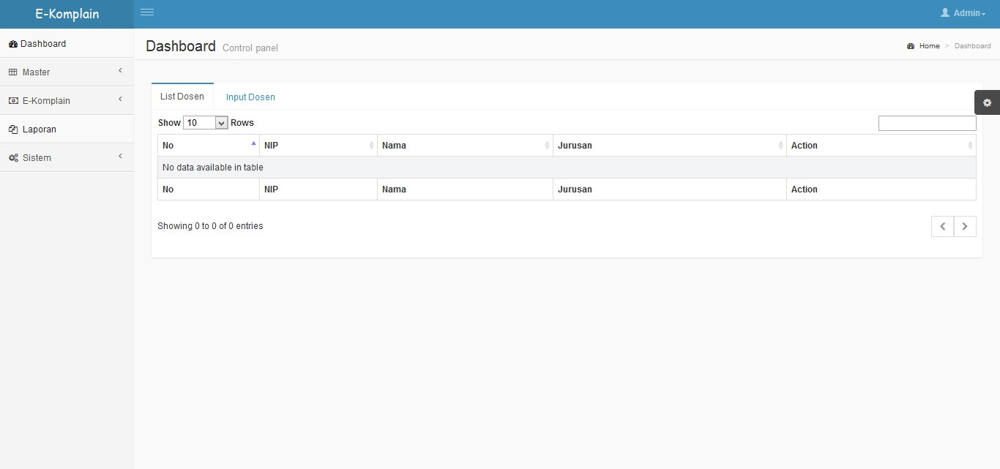 E-Komplain
Admin
Dashboard
Master
E-Komplain
Laporan
Sistem
Dashboard Control panel
Home > Dashboard
List Dosen Input Dosen
Show 10 Rows
No NIP Nama Jurusan Action
No data available in table
No NIP Nama Jurusan Action
Showing 0 to 0 of 0 entries